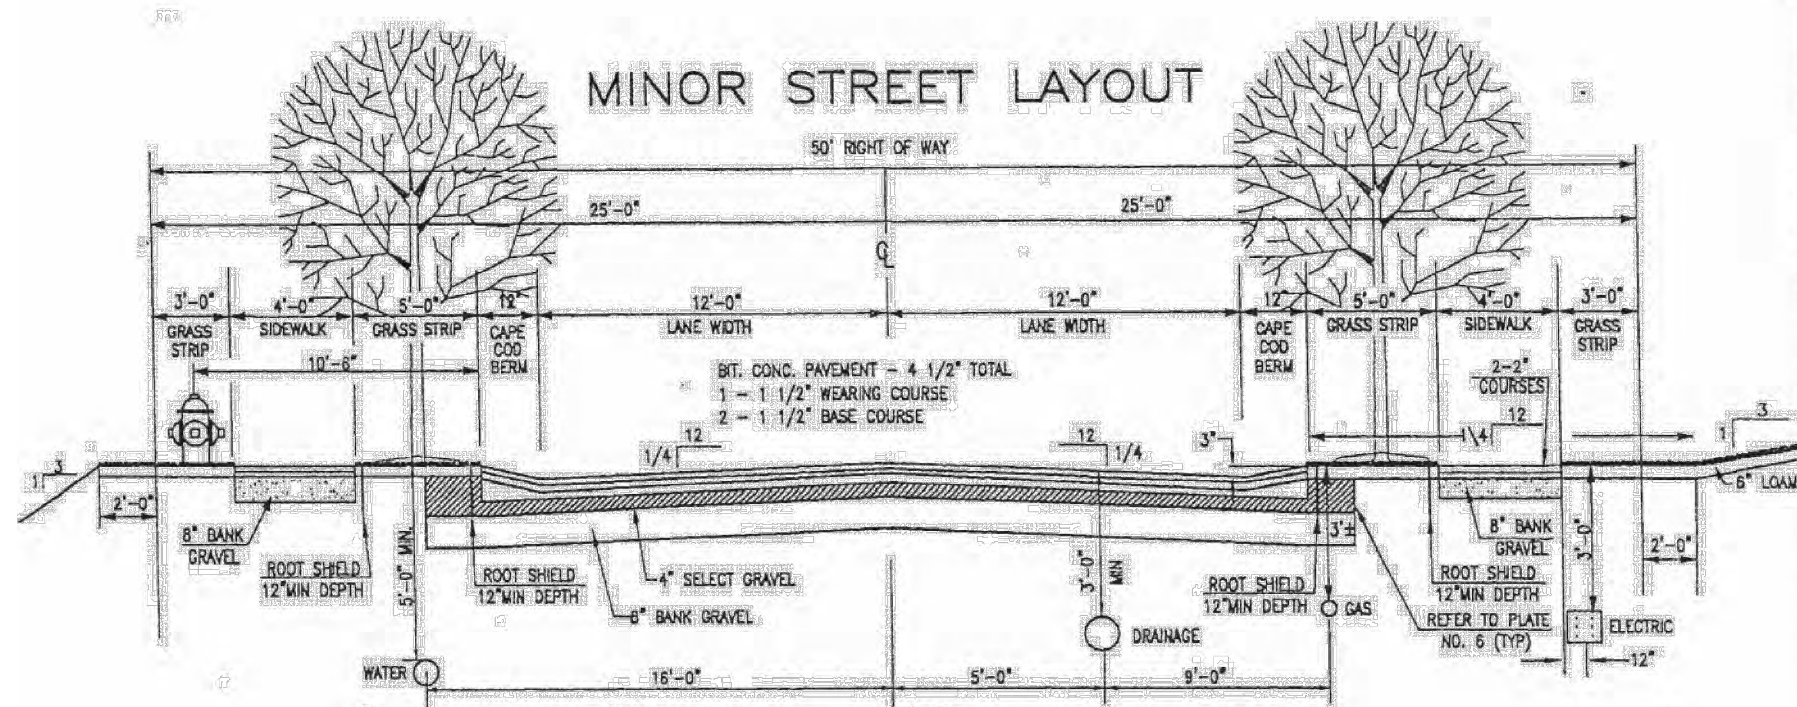 MINOR STREET LAYOUT
50' RIGHT OF WAY
25'-0" 25'-0"
℄
3'-0" 4'-0" 5'-0" 12" 12'-0" 12'-0" 12" 5'-0" 4'-0" 3'-0"
GRASS STRIP
SIDEWALK
GRASS STRIP
CAPE COD BERM
LANE WIDTH
LANE WIDTH
CAPE COD BERM
GRASS STRIP
SIDEWALK
GRASS STRIP
10'-6"
BIT. CONC. PAVEMENT - 4 1/2" TOTAL
1 - 1 1/2" WEARING COURSE
2 - 1 1/2" BASE COURSE
2-2"
COURSES
12
1/4
12
1/4
3"
12
1\4
3
1
3
1
6" LOAM
2'-0"
8" BANK
GRAVEL
ROOT SHIELD
12"MIN DEPTH
5'-0" MIN.
ROOT SHIELD
12"MIN DEPTH
4" SELECT GRAVEL
8" BANK GRAVEL
3'-0"
MIN
3'±
ROOT SHIELD
12"MIN DEPTH
GAS
8" BANK
GRAVEL
ROOT SHIELD
12"MIN DEPTH
REFER TO PLATE
NO. 6 (TYP)
3'-0"
2'-0"
ELECTRIC
12"
DRAINAGE
WATER
16'-0" 5'-0" 9'-0"